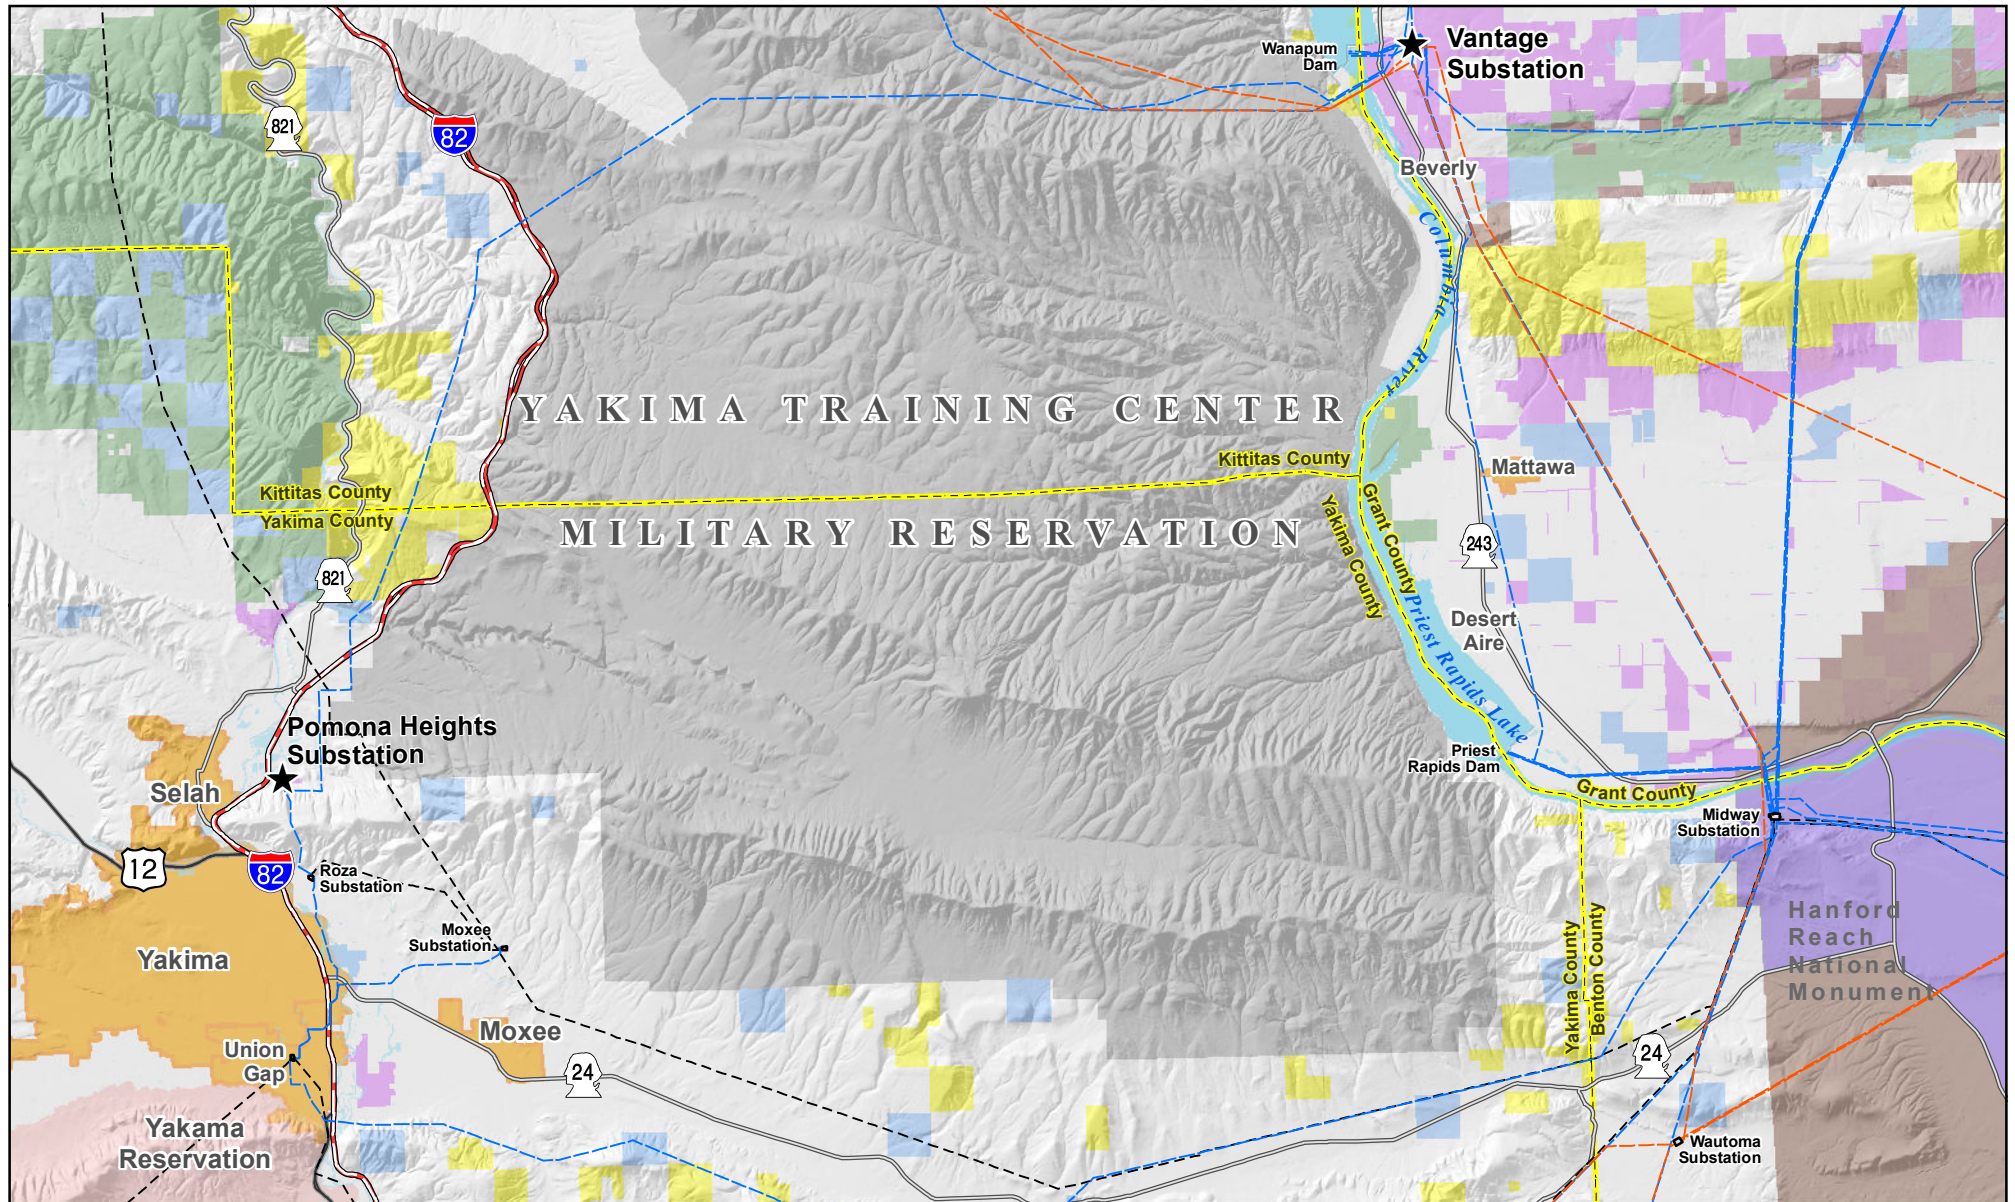 Wanapum
Dam
Vantage
Substation
821
82
Beverly
Columbia
River
YAKIMA TRAINING CENTER
Kittitas County
Mattawa
Kittitas County
Yakima County
Grant County
Yakima County
MILITARY RESERVATION
243
821
Priest Rapids Lake
Desert
Aire
Pomona Heights
Substation
Priest
Rapids Dam
Selah
Grant County
Midway
Substation
12
82
Roza
Substation
Moxee
Substation
Yakima
Hanford
Reach
National
Monument
Yakima County
Benton County
Moxee
Union
Gap
24
24
Yakama
Reservation
Wautoma
Substation